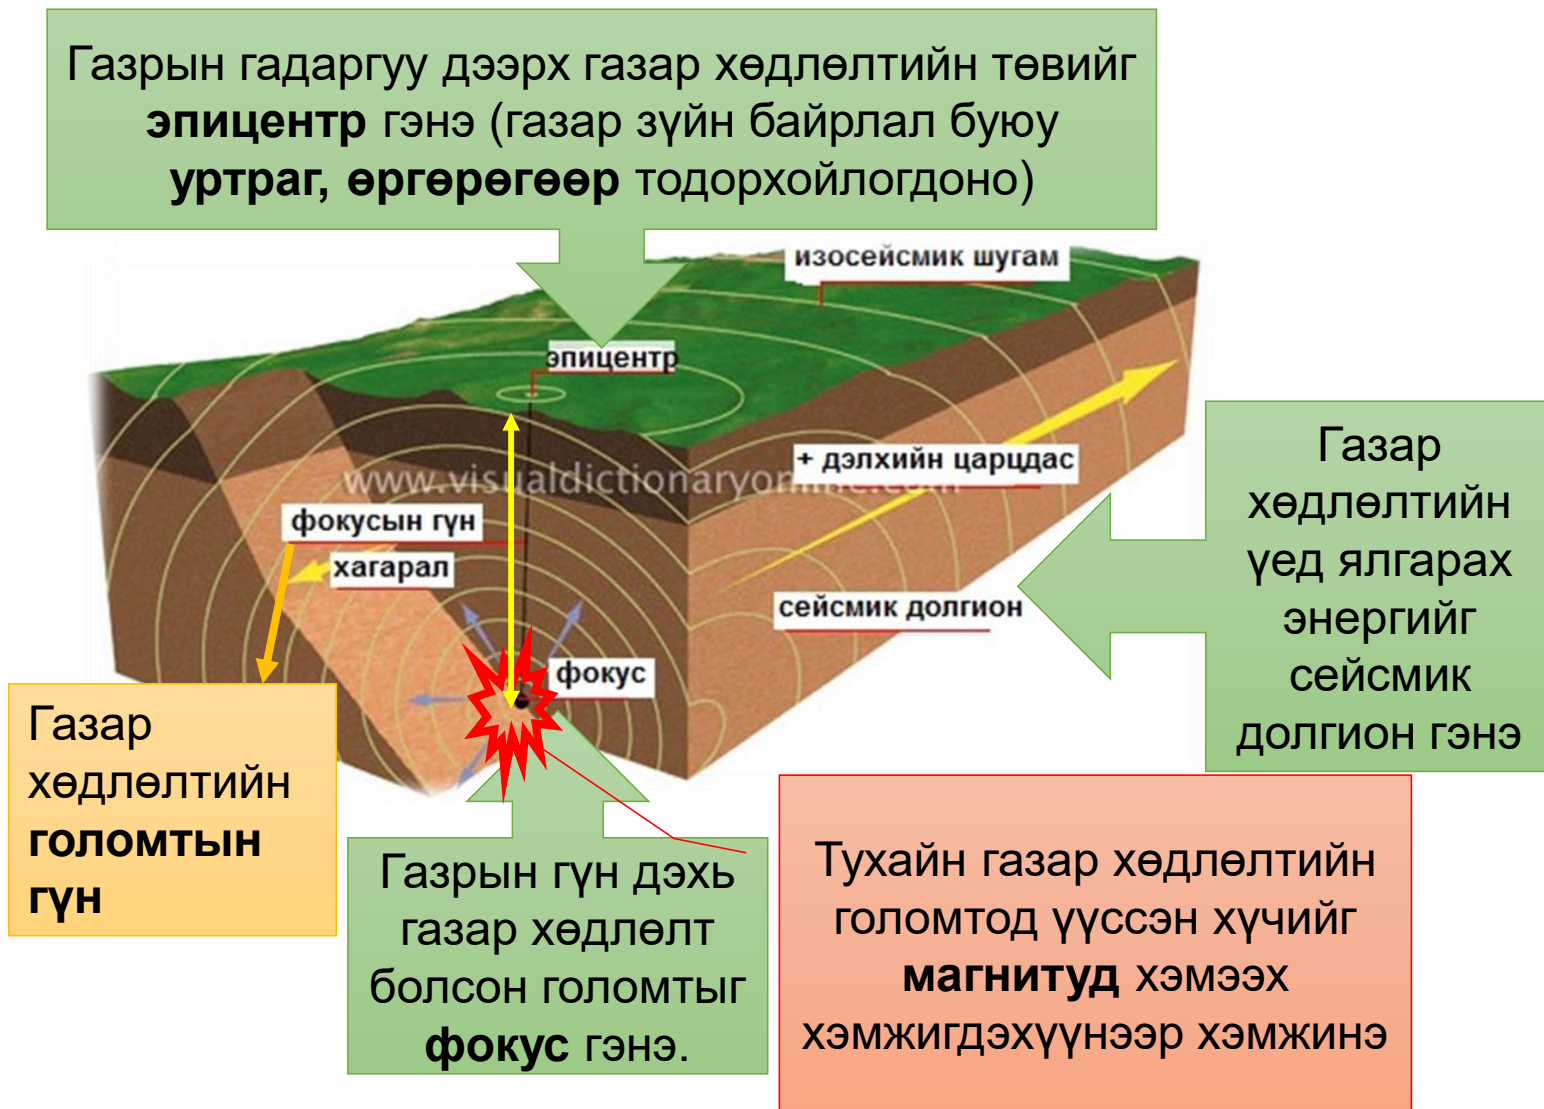 Газрын гадаргуу дээрх газар хөдлөлтийн төвийг
эпицентр гэнэ (газар зүйн байрлал буюу
уртраг, өргөрөгөөр тодорхойлогдоно)
изосейсмик шугам
эпицентр
+ дэлхийн царцдас
www.visualdictionaryonline.com
фокусын гүн
хагарал
сейсмик долгион
фокус
Газар
хөдлөлтийн
үед ялгарах
энергийг
сейсмик
долгион гэнэ
Газар
хөдлөлтийн
голомтын
гүн
Газрын гүн дэхь
газар хөдлөлт
болсон голомтыг
фокус гэнэ.
Тухайн газар хөдлөлтийн
голомтод үүссэн хүчийг
магнитуд хэмээх
хэмжигдэхүүнээр хэмжинэ